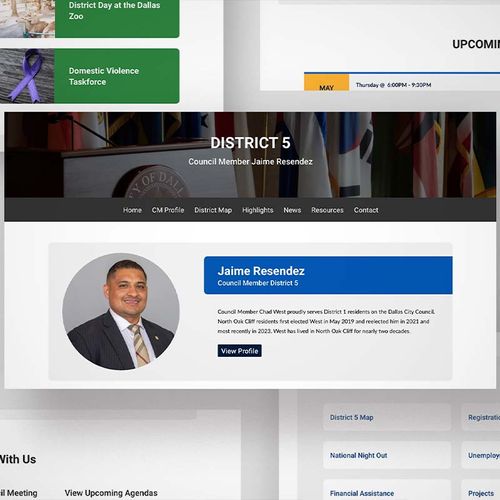 District Day at the Dallas
Zoo
Domestic Violence
Taskforce
UPCOMIN
MAY
Thursday @ 6:00PM - 9:30PM
DISTRICT 5
Council Member Jaime Resendez
Home CM Profile District Map Highlights News Resources Contact
Jaime Resendez
Council Member District 5
Council Member Chad West proudly serves District 1 residents on the Dallas City Council.
North Oak Cliff residents first elected West in May 2019 and reelected him in 2021 and
most recently in 2023. West has lived in North Oak Cliff for nearly two decades.
View Profile
With Us
cil Meeting View Upcoming Agendas
District 5 Map
Registratio
National Night Out
Unemploy
Financial Assistance
Projects